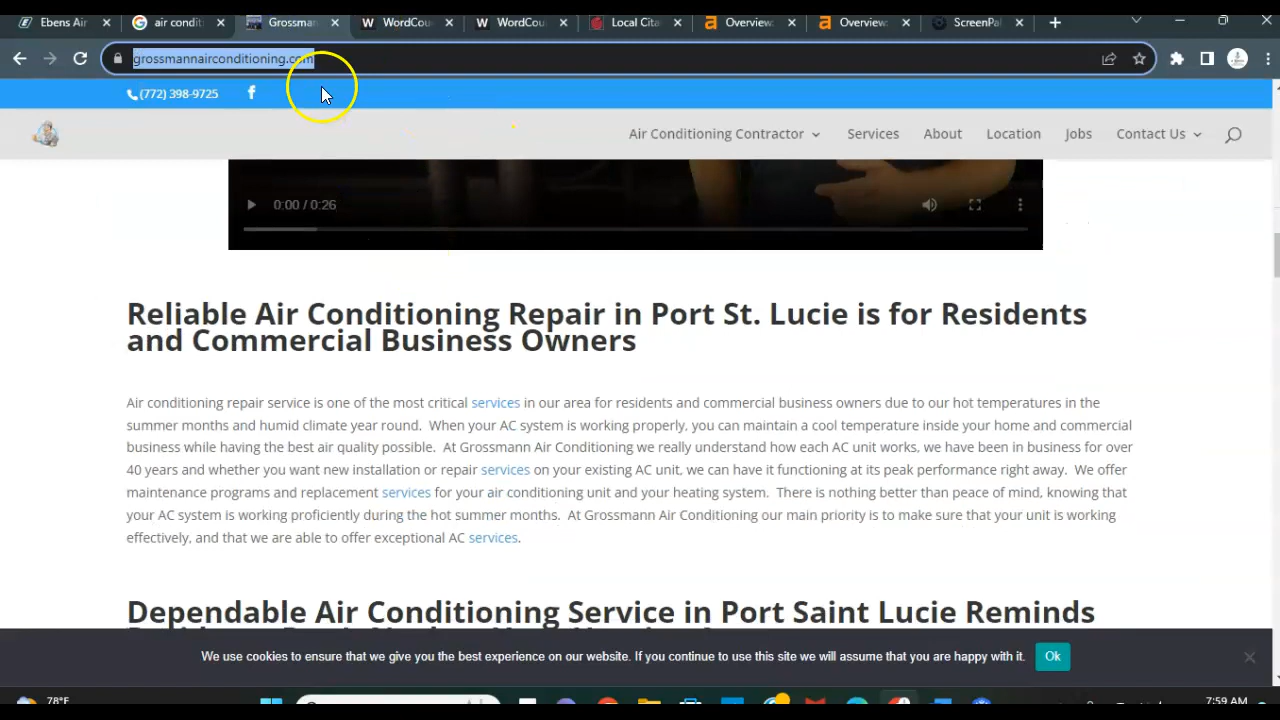 Ebens Air
air condit
Grossman
WordCou
WordCou
Local Cita
Overview:
Overview:
ScreenPal
grossmannairconditioning.com
(772) 398-9725
Air Conditioning Contractor Services About Location Jobs Contact Us
0:00 / 0:26
Reliable Air Conditioning Repair in Port St. Lucie is for Residents
and Commercial Business Owners
Air conditioning repair service is one of the most critical services in our area for residents and commercial business owners due to our hot temperatures in the
summer months and humid climate year round. When your AC system is working properly, you can maintain a cool temperature inside your home and commercial
business while having the best air quality possible. At Grossmann Air Conditioning we really understand how each AC unit works, we have been in business for over
40 years and whether you want new installation or repair services on your existing AC unit, we can have it functioning at its peak performance right away. We offer
maintenance programs and replacement services for your air conditioning unit and your heating system. There is nothing better than peace of mind, knowing that
your AC system is working proficiently during the hot summer months. At Grossmann Air Conditioning our main priority is to make sure that your unit is working
effectively, and that we are able to offer exceptional AC services.
Dependable Air Conditioning Service in Port Saint Lucie Reminds
We use cookies to ensure that we give you the best experience on our website. If you continue to use this site we will assume that you are happy with it. Ok
78°F
7:59 AM